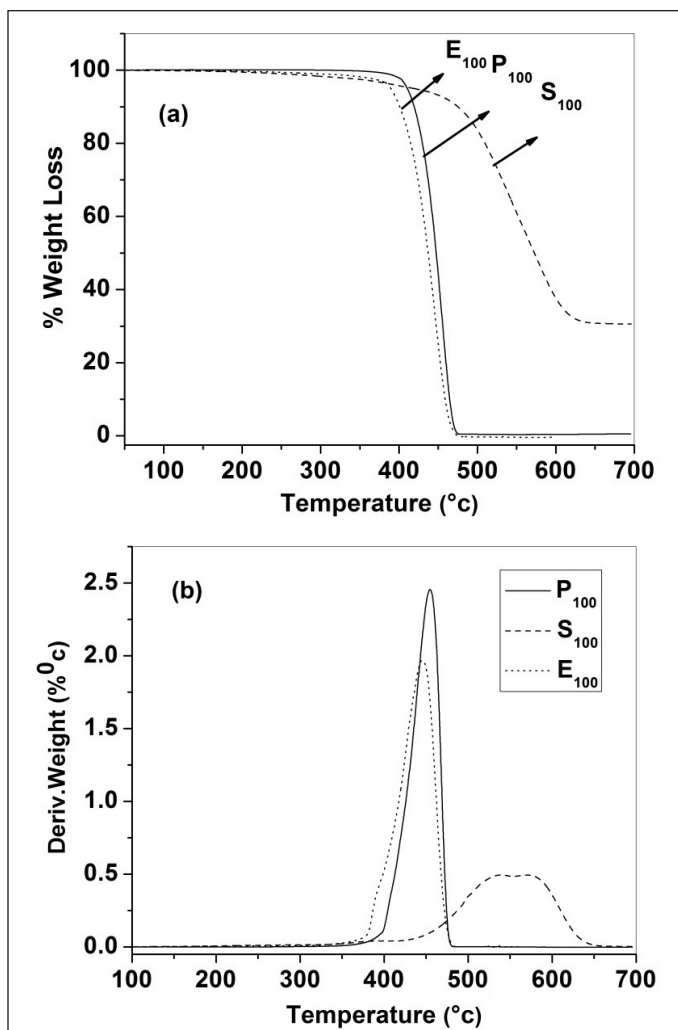 E100 P100 S100
(a)
% Weight Loss
100
80
60
40
20
0
100 200 300 400 500 600 700
Temperature (°c)
(b)
P100
S100
E100
Deriv.Weight (%0c)
2.5
2.0
1.5
1.0
0.5
0.0
100 200 300 400 500 600 700
Temperature (°c)